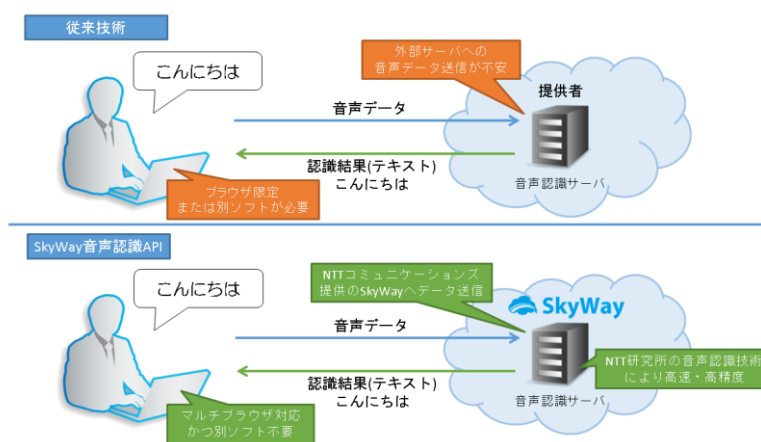 従来技術
こんにちは
外部サーバへの
音声データ送信が不安
提供者
音声データ
認識結果(テキスト)
こんにちは
音声認識サーバ
ブラウザ限定
または別ソフトが必要
SkyWay音声認識API
こんにちは
NTTコミュニケーションズ
提供のSkyWayへデータ送信
SkyWay
音声データ
認識結果(テキスト)
こんにちは
NTT研究所の音声認識技術
により高速・高精度
音声認識サーバ
マルチブラウザ対応
かつ別ソフト不要